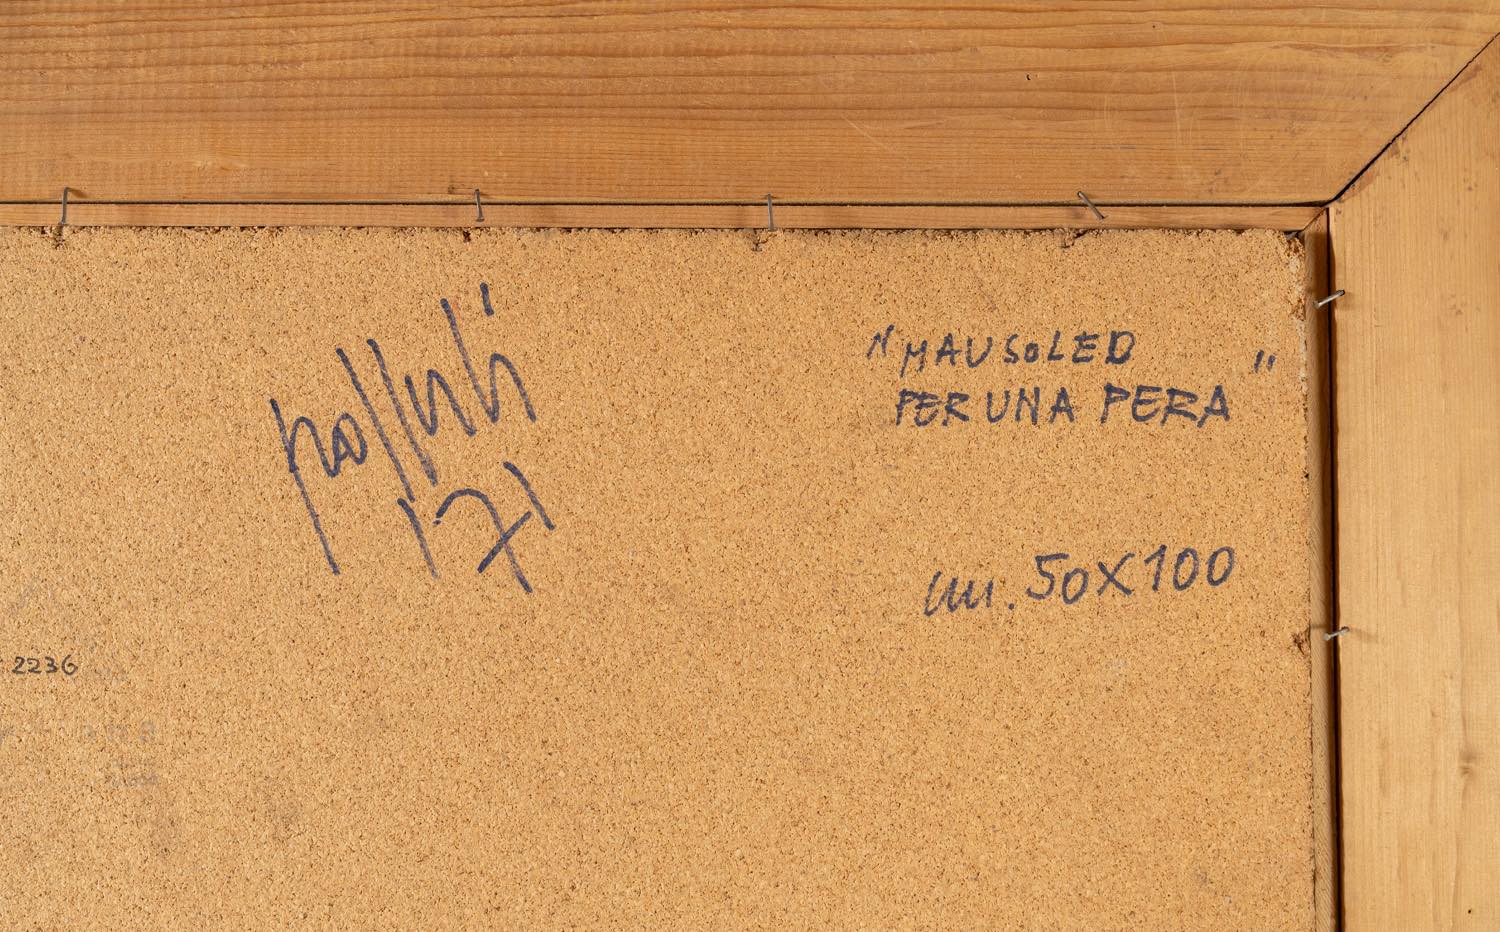 "MAUSOLEO
PER UNA PERA"
'71
cm. 50X100
2236